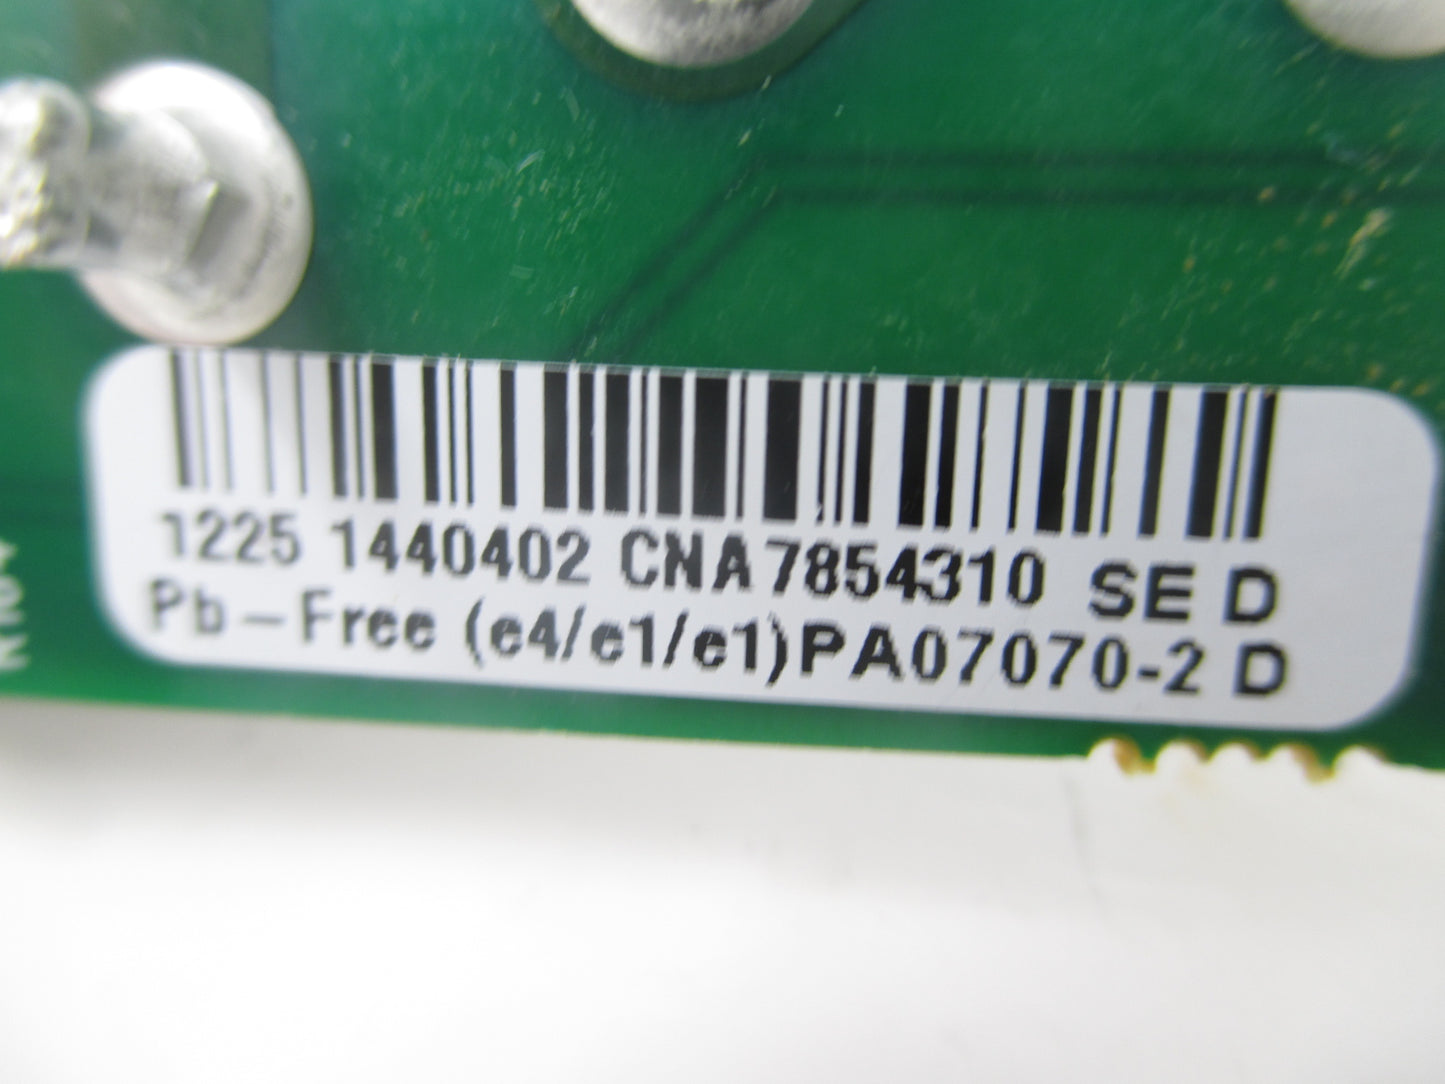 1225 1440402 CNA7854310 SE D
Pb-Free (e4/e1/e1)PA07070-2 D